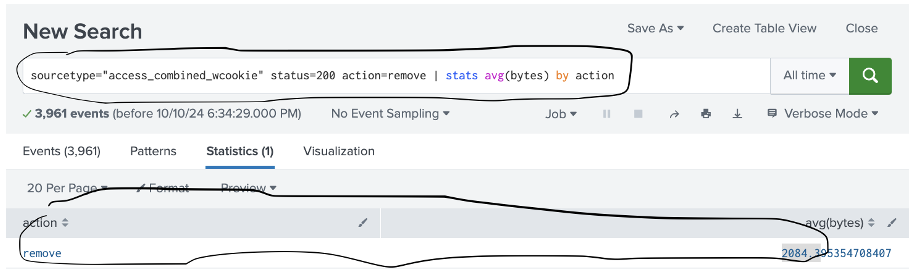 New Search
Save As ▾ Create Table View Close
sourcetype="access_combined_wcookie" status=200 action=remove | stats avg(bytes) by action
All time ▾
✓ 3,961 events (before 10/10/24 6:34:29.000 PM) No Event Sampling ▾ Job ▾ Verbose Mode ▾
Events (3,961) Patterns Statistics (1) Visualization
20 Per Page ▾ Format Preview ▾
action avg(bytes)
remove 2084.395354708407